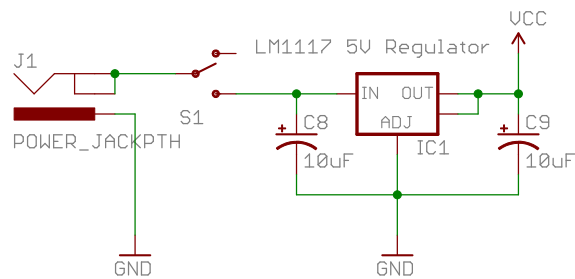 VCC
J1
LM1117 5V Regulator
S1
IN OUT
ADJ
C8
10uF
IC1
C9
10uF
POWER_JACKPTH
GND
GND